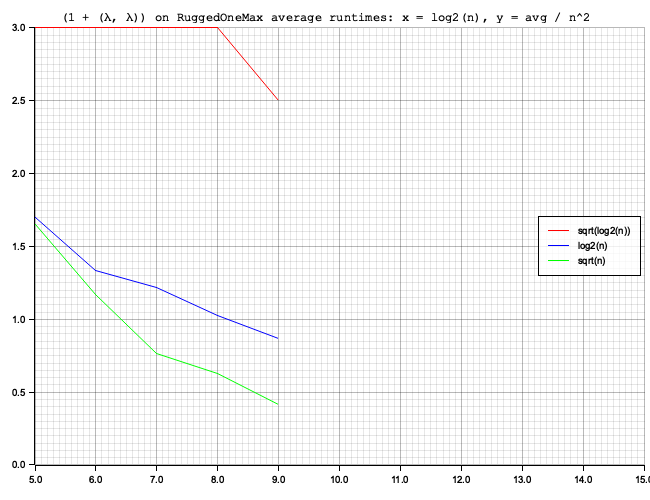 (1 + (λ, λ)) on RuggedOneMax average runtimes: x = log2(n), y = avg / n^2
3.0
2.5
2.0
1.5
1.0
0.5
0.0
sqrt(log2(n))
log2(n)
sqrt(n)
5.0 6.0 7.0 8.0 9.0 10.0 11.0 12.0 13.0 14.0 15.0